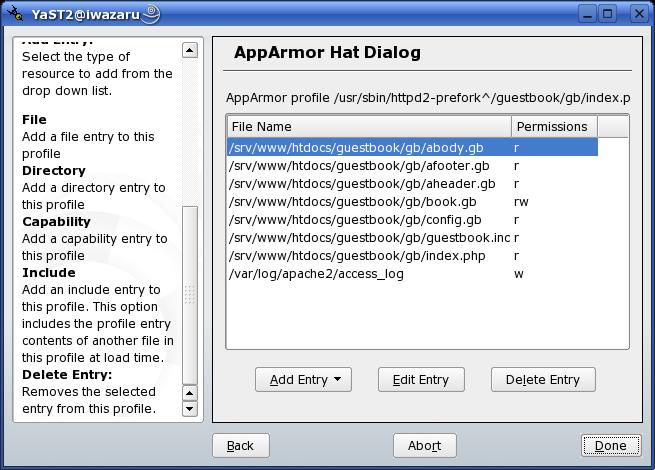 YaST2@iwazaru
Add Entry:
Select the type of
resource to add from the
drop down list.
File
Add a file entry to this
profile
Directory
Add a directory entry to
this profile
Capability
Add a capability entry to
this profile
Include
Add an include entry to
this profile. This option
includes the profile entry
contents of another file in
this profile at load time.
Delete Entry:
Removes the selected
entry from this profile.
AppArmor Hat Dialog
AppArmor profile /usr/sbin/httpd2-prefork^/guestbook/gb/index.p
File Name Permissions
/srv/www/htdocs/guestbook/gb/abody.gb r
/srv/www/htdocs/guestbook/gb/afooter.gb r
/srv/www/htdocs/guestbook/gb/aheader.gb r
/srv/www/htdocs/guestbook/gb/book.gb rw
/srv/www/htdocs/guestbook/gb/config.gb r
/srv/www/htdocs/guestbook/gb/guestbook.inc r
/srv/www/htdocs/guestbook/gb/index.php r
/var/log/apache2/access_log w
Add Entry Edit Entry Delete Entry
Back Abort Done